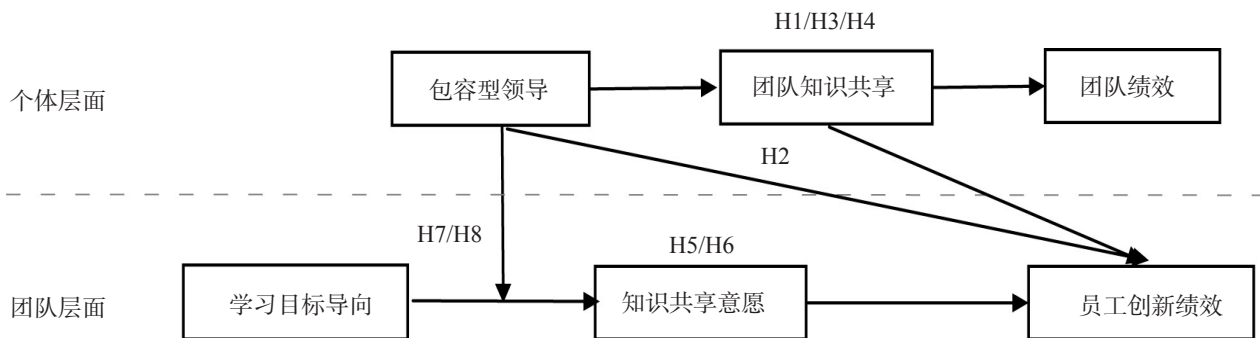 H1/H3/H4
个体层面
包容型领导
团队知识共享
团队绩效
H2
H7/H8
H5/H6
团队层面
学习目标导向
知识共享意愿
员工创新绩效